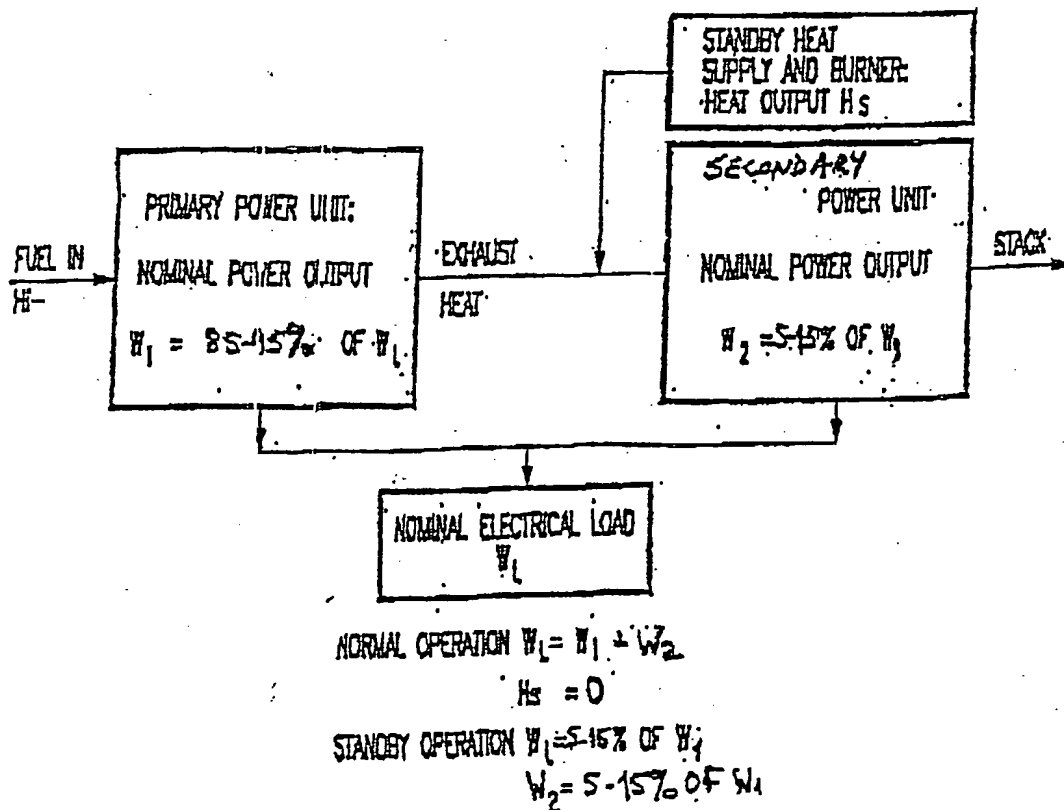 STANDBY HEAT
SUPPLY AND BURNER:
HEAT OUTPUT Hs
PRIMARY POWER UNIT:
NOMINAL POWER OUTPUT
W1 = 85-15% OF WL
FUEL IN
Hi-
EXHAUST
HEAT
SECONDARY
POWER UNIT
NOMINAL POWER OUTPUT
W2 = 5-15% OF
STACK
NOMINAL ELECTRICAL LOAD
WL
NORMAL OPERATION WL = W1 + W2
Hs = 0
STANDBY OPERATION WL = 5-15% OF W1
W2 = 5-15% OF W1